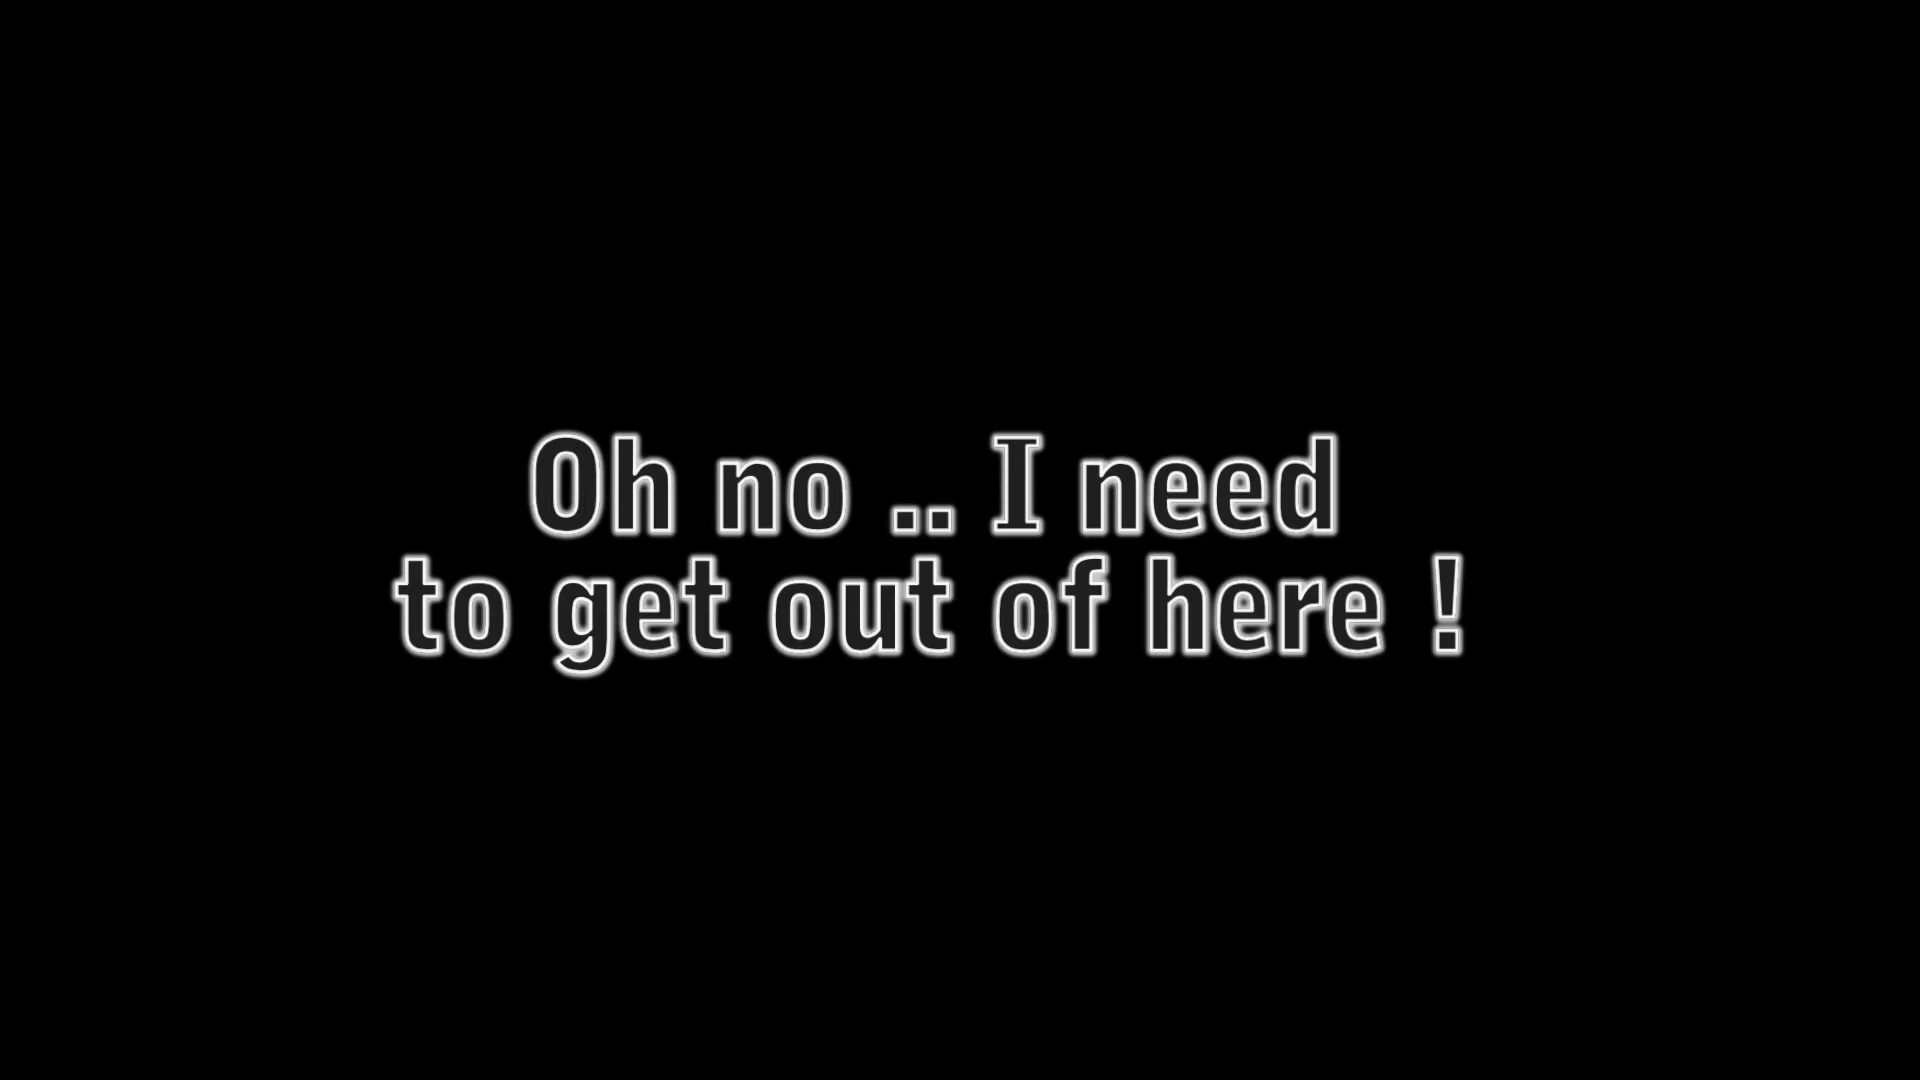 Oh no .. I need
to get out of here !